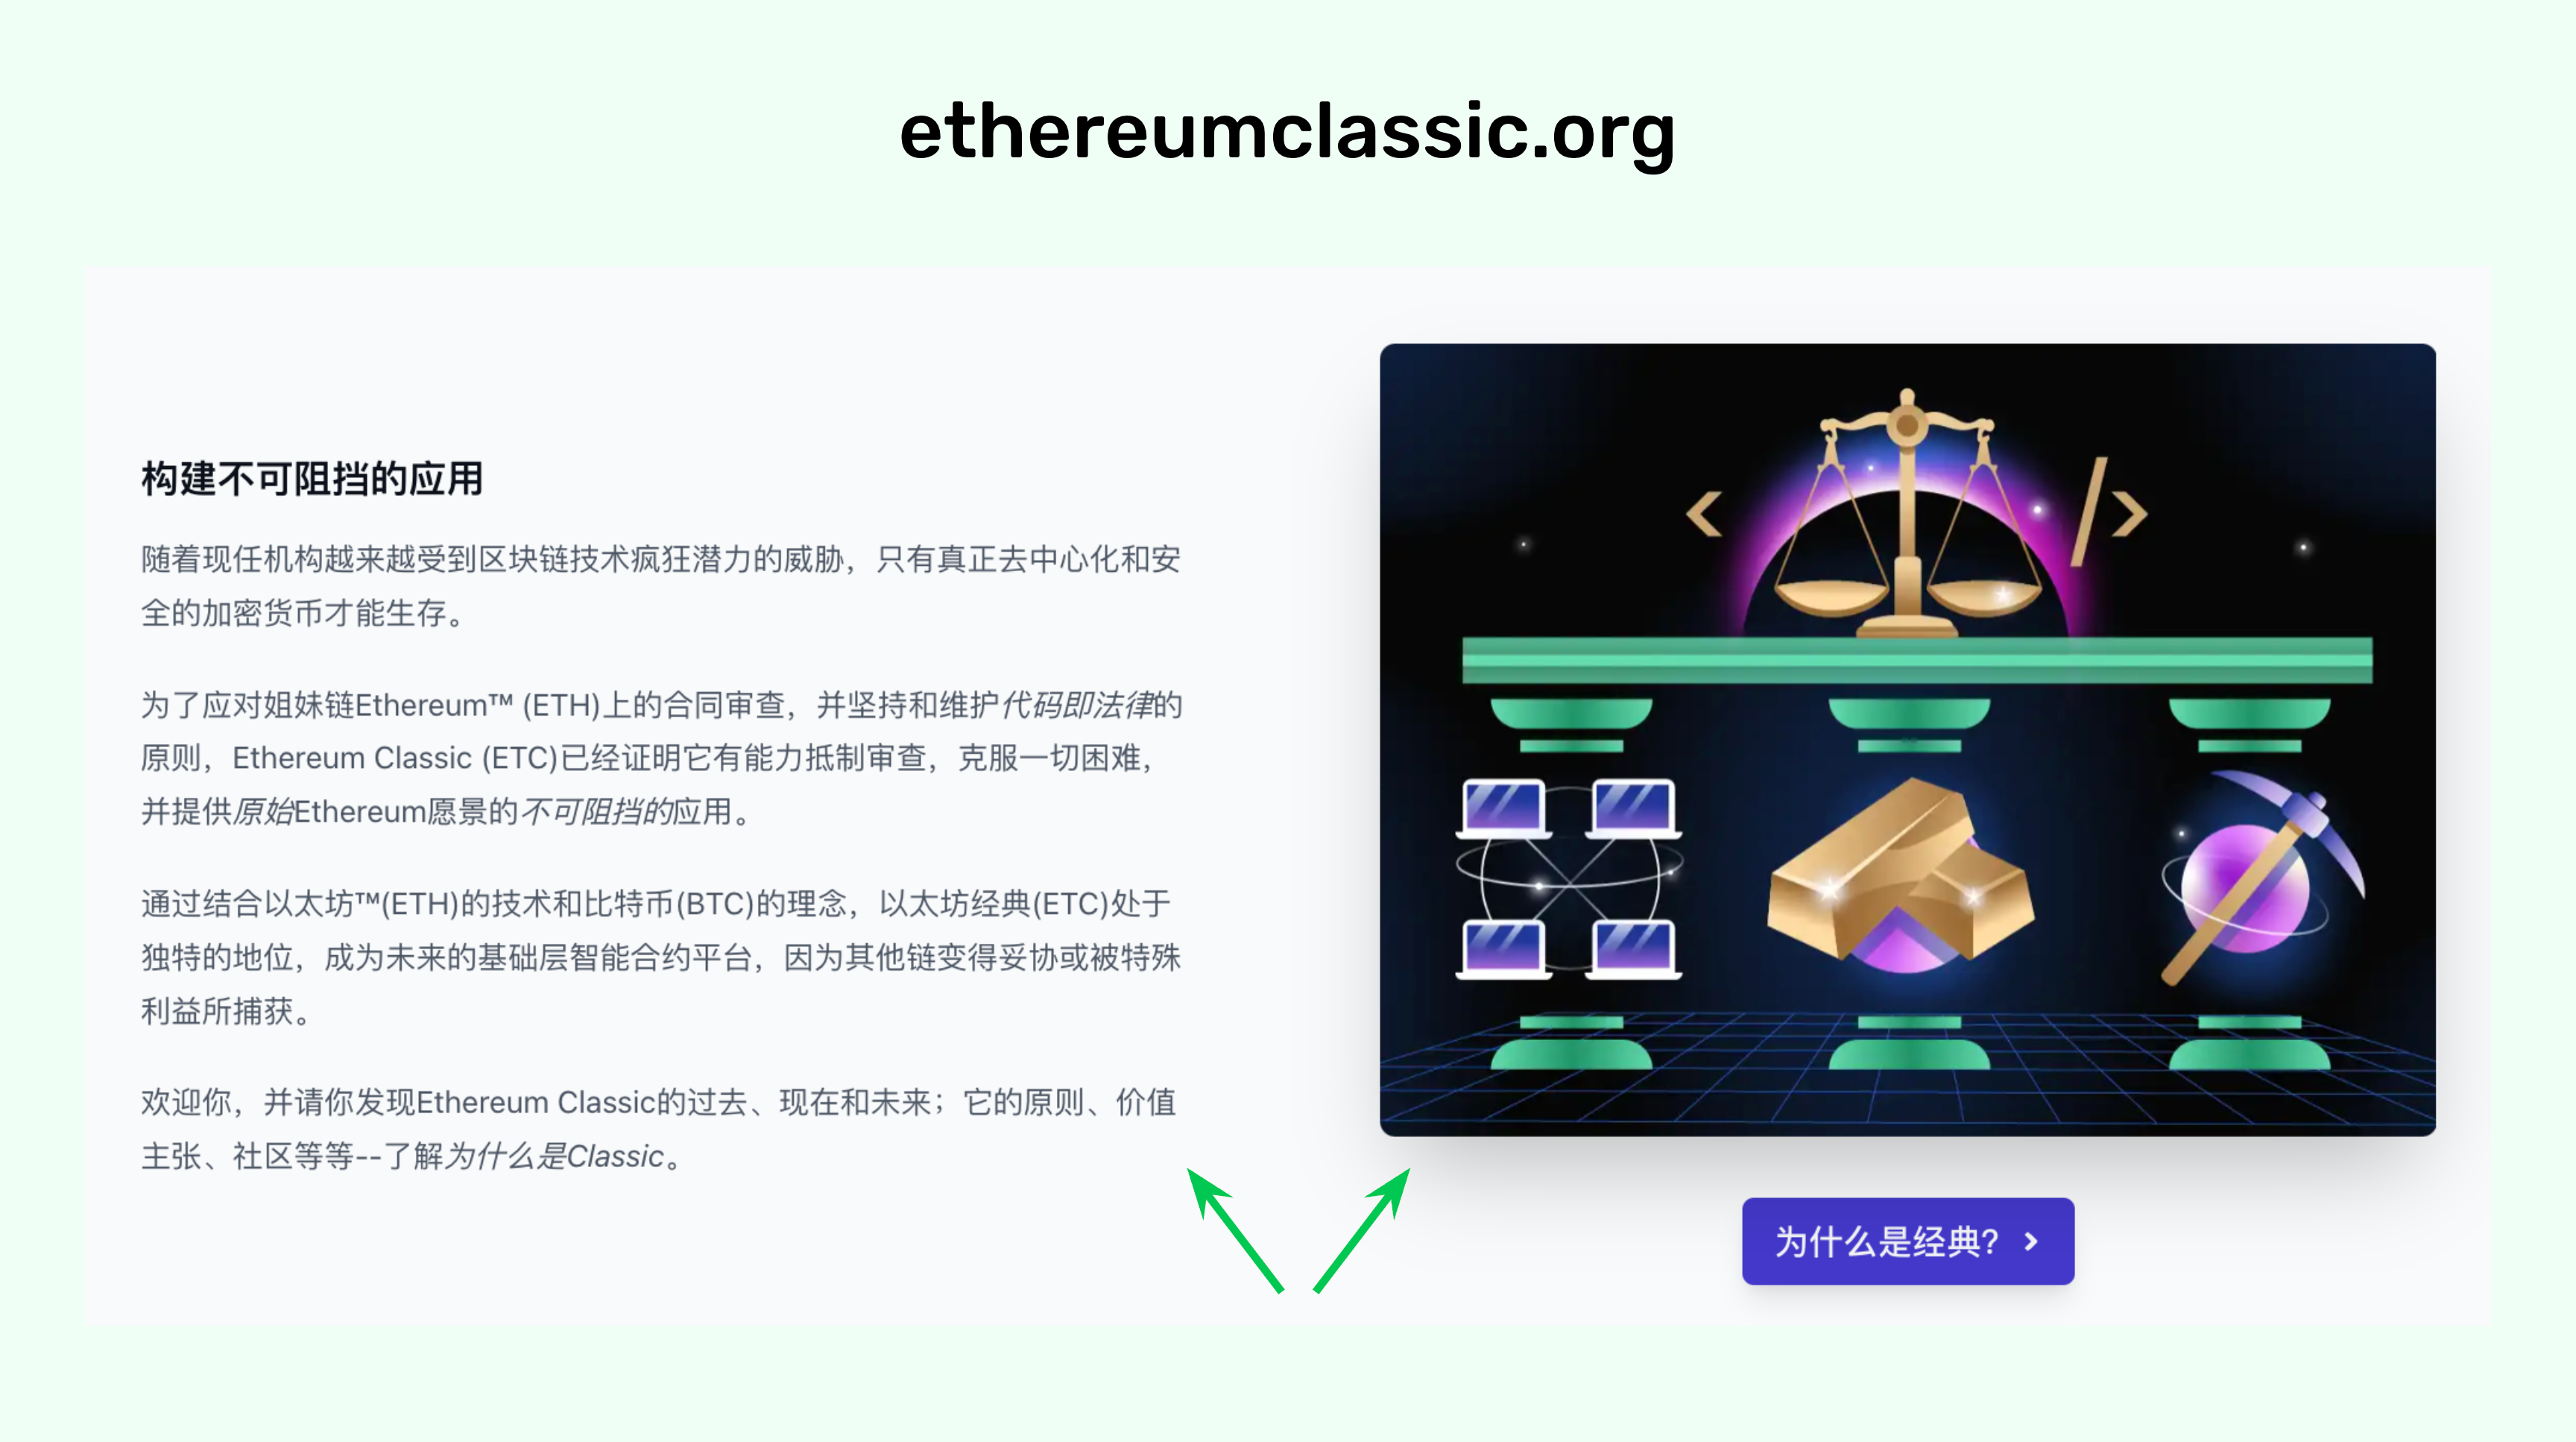 ethereumclassic.org
构建不可阻挡的应用
随着现任机构越来越受到区块链技术疯狂潜力的威胁，只有真正去中心化和安
全的加密货币才能生存。
为了应对姐妹链Ethereum™ (ETH)上的合同审查，并坚持和维护代码即法律的
原则，Ethereum Classic (ETC)已经证明它有能力抵制审查，克服一切困难，
并提供原始Ethereum愿景的不可阻挡的应用。
通过结合以太坊™(ETH)的技术和比特币(BTC)的理念，以太坊经典(ETC)处于
独特的地位，成为未来的基础层智能合约平台，因为其他链变得妥协或被特殊
利益所捕获。
欢迎你，并请你发现Ethereum Classic的过去、现在和未来；它的原则、价值
主张、社区等等--了解为什么是Classic。
< />
为什么是经典? >